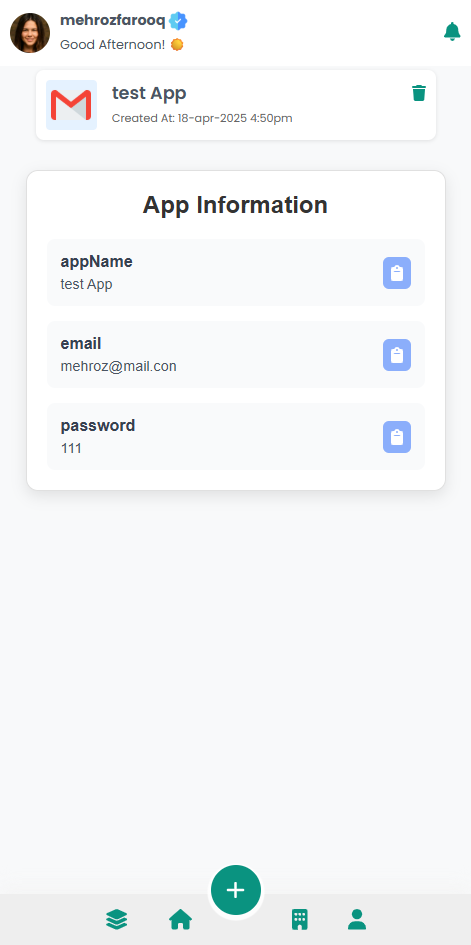 mehrozfarooq
Good Afternoon!
test App
Created At: 18-apr-2025 4:50pm
App Information
appName
test App
email
mehroz@mail.con
password
111